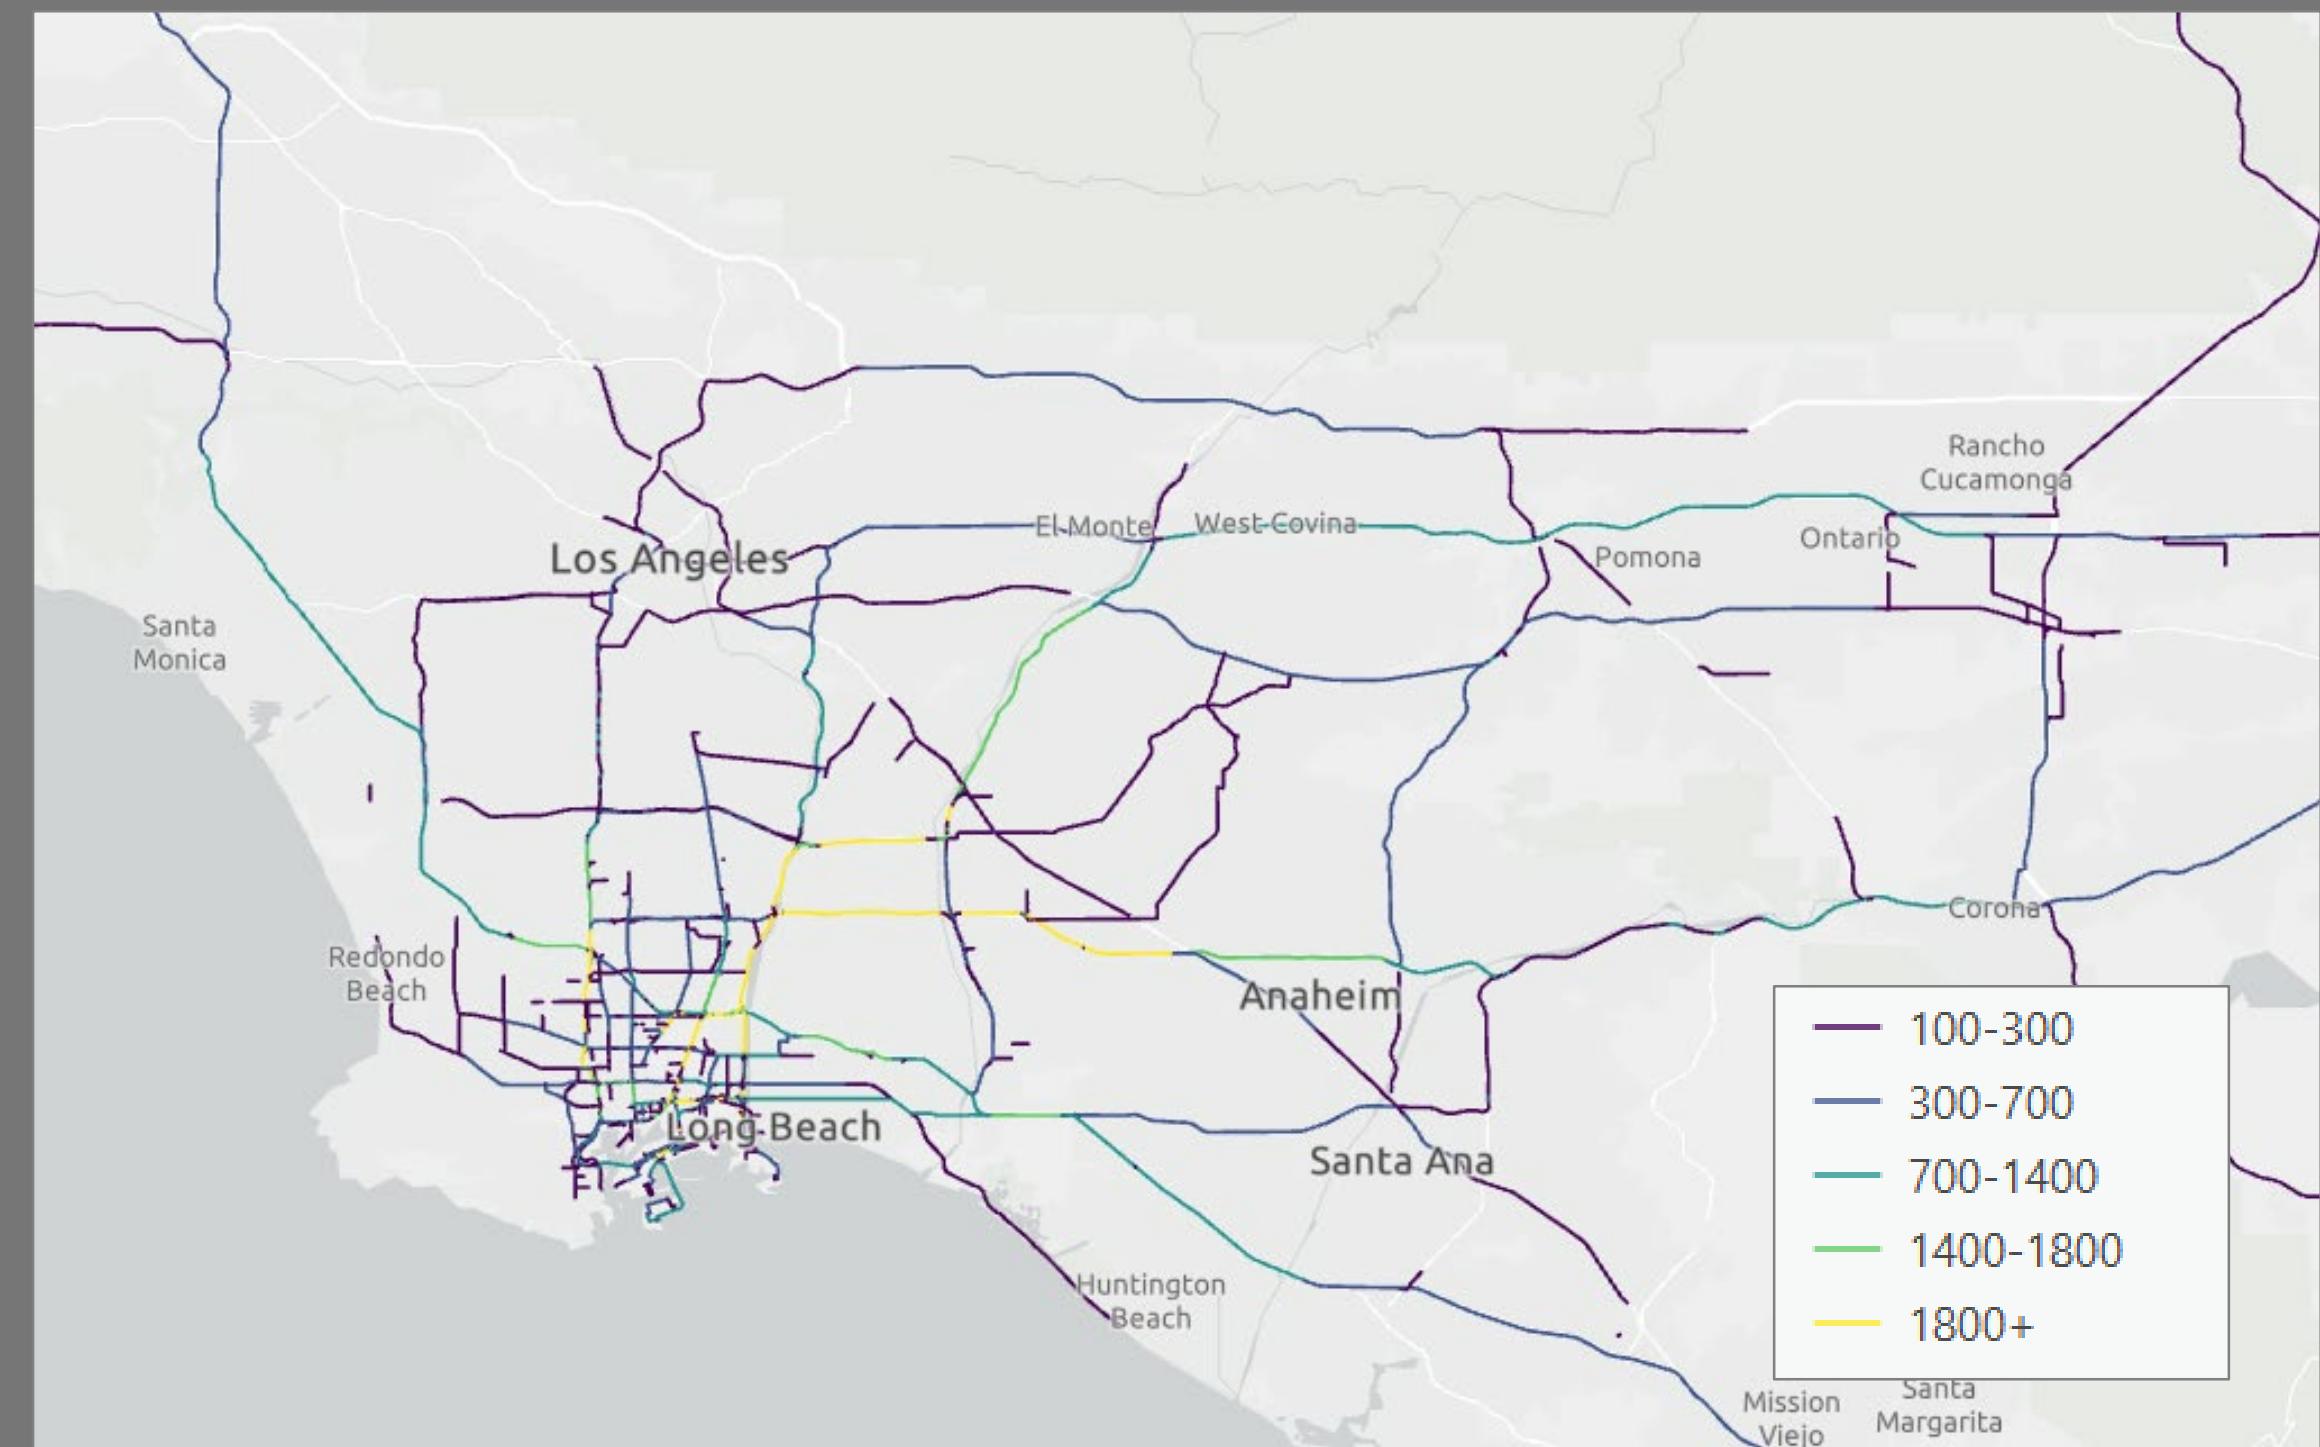 Rancho
Cucamonga
El Monte
West Covina
Los Angeles
Pomona
Ontario
Santa
Monica
Corona
Redondo
Beach
Anaheim
Long Beach
Santa Ana
Huntington
Beach
100-300
300-700
700-1400
1400-1800
1800+
Mission
Viejo
Santa
Margarita